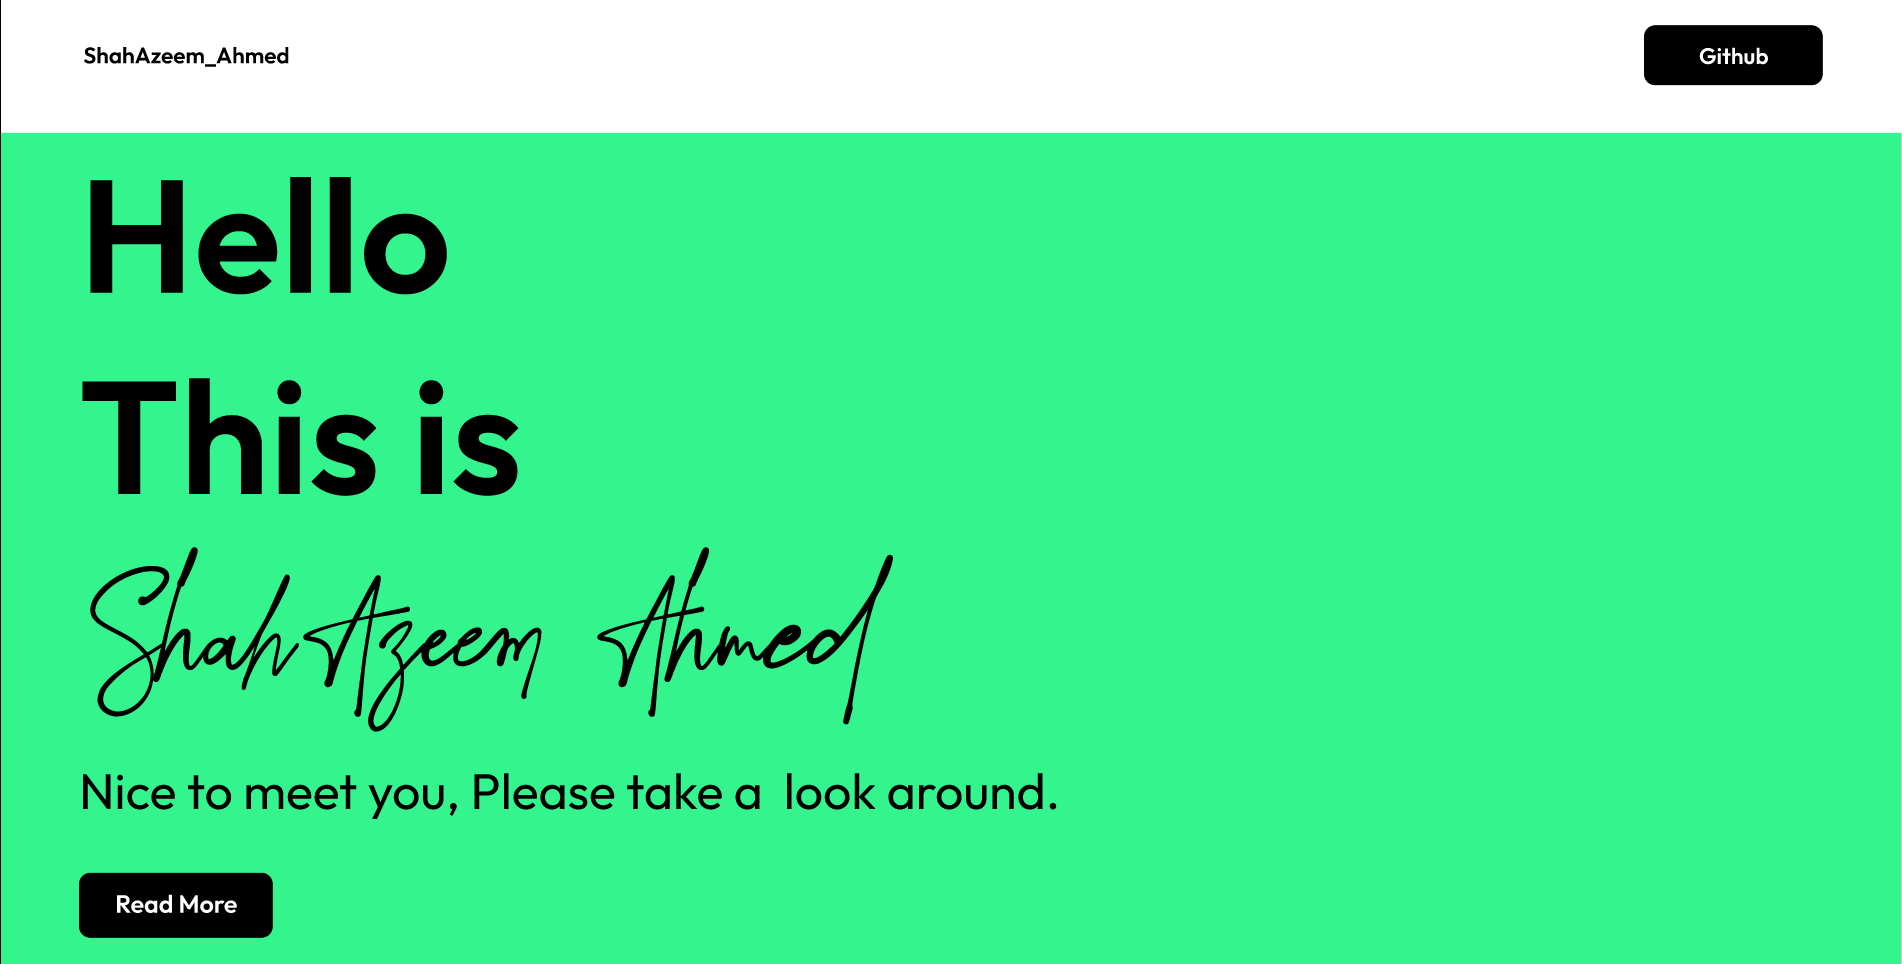 ShahAzeem_Ahmed
Github
Hello
This is
ShahAzeem Ahmed
Nice to meet you, Please take a  look around.
Read More